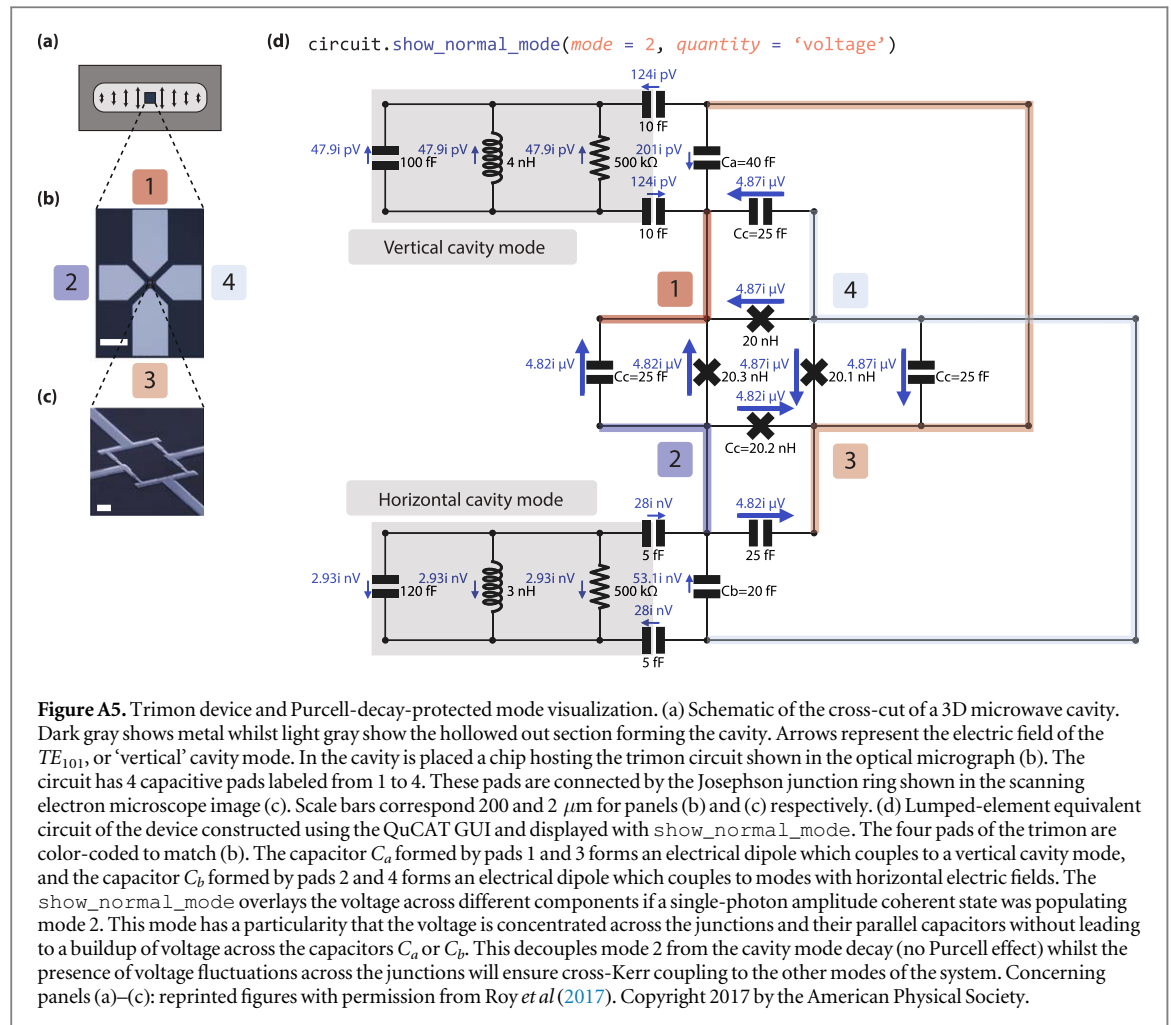 (a)
(d) circuit.show_normal_mode(mode = 2, quantity = ‘voltage’)
124i pV
10 fF
47.9i pV
100 fF
47.9i pV
4 nH
47.9i pV
500 kΩ
201i pV
Ca=40 fF
124i pV
10 fF
4.87i µV
Cc=25 fF
Vertical cavity mode
(b)
1
2
4
3
(c)
1
4
4.87i µV
20 nH
4.82i µV
Cc=25 fF
4.82i µV
20.3 nH
4.87i µV
20.1 nH
4.87i µV
Cc=25 fF
4.82i µV
Cc=20.2 nH
2
3
Horizontal cavity mode
28i nV
5 fF
4.82i µV
25 fF
2.93i nV
120 fF
2.93i nV
3 nH
2.93i nV
500 kΩ
53.1i nV
Cb=20 fF
28i nV
5 fF
Figure A5. Trimon device and Purcell-decay-protected mode visualization. (a) Schematic of the cross-cut of a 3D microwave cavity.
Dark gray shows metal whilst light gray show the hollowed out section forming the cavity. Arrows represent the electric field of the
TE101, or ‘vertical’ cavity mode. In the cavity is placed a chip hosting the trimon circuit shown in the optical micrograph (b). The
circuit has 4 capacitive pads labeled from 1 to 4. These pads are connected by the Josephson junction ring shown in the scanning
electron microscope image (c). Scale bars correspond 200 and 2 μm for panels (b) and (c) respectively. (d) Lumped-element equivalent
circuit of the device constructed using the QuCAT GUI and displayed with show_normal_mode. The four pads of the trimon are
color-coded to match (b). The capacitor Ca formed by pads 1 and 3 forms an electrical dipole which couples to a vertical cavity mode,
and the capacitor Cb formed by pads 2 and 4 forms an electrical dipole which couples to modes with horizontal electric fields. The
show_normal_mode overlays the voltage across different components if a single-photon amplitude coherent state was populating
mode 2. This mode has a particularity that the voltage is concentrated across the junctions and their parallel capacitors without leading
to a buildup of voltage across the capacitors Ca or Cb. This decouples mode 2 from the cavity mode decay (no Purcell effect) whilst the
presence of voltage fluctuations across the junctions will ensure cross-Kerr coupling to the other modes of the system. Concerning
panels (a)–(c): reprinted figures with permission from Roy et al (2017). Copyright 2017 by the American Physical Society.